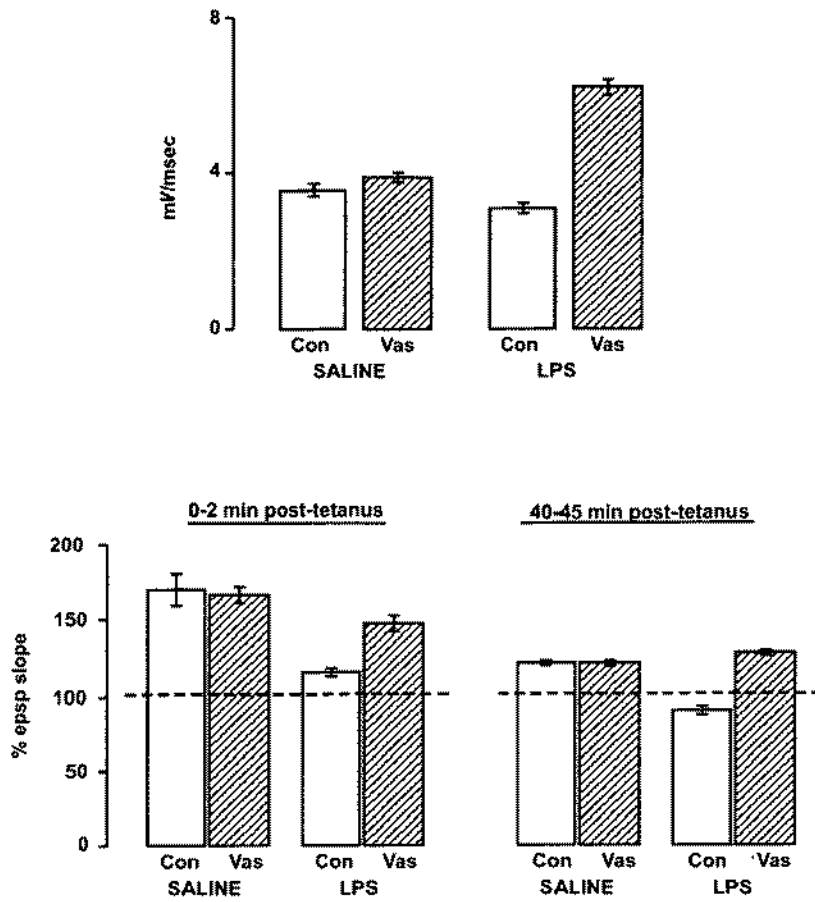 8
4
0
mV/msec
Con Vas Con Vas
SALINE LPS
0-2 min post-tetanus 40-45 min post-tetanus
200
150
100
50
0
% epsp slope
Con Vas Con Vas Con Vas Con Vas
SALINE LPS SALINE LPS